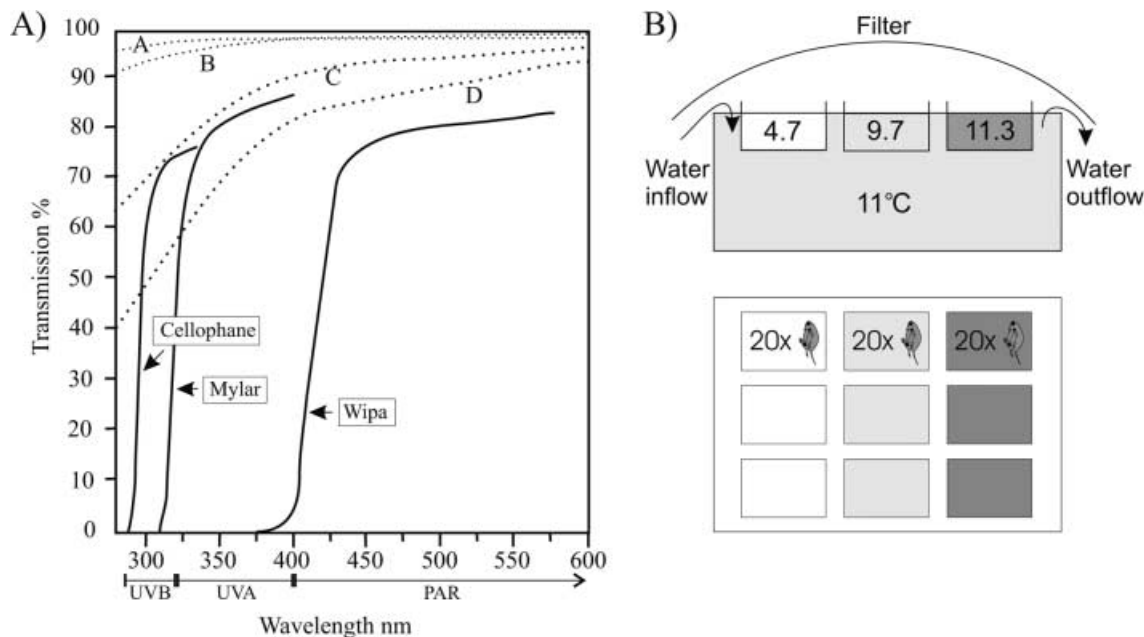 A)
100
90
80
70
60
50
40
30
20
10
0
Transmission %
A
B
C
D
Cellophane
Mylar
Wipa
300 350 400 450 500 550 600
UVB UVA PAR
Wavelength nm
B)
Filter
4.7 9.7 11.3
Water inflow
Water outflow
11°C
20x 20x 20x